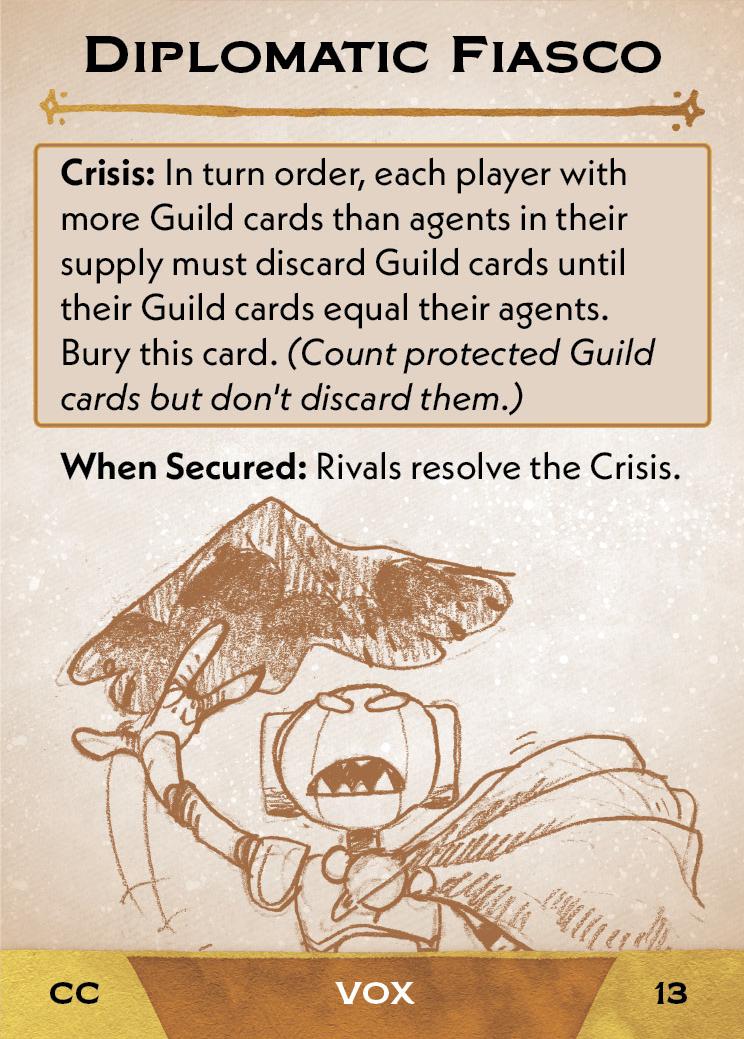 Diplomatic Fiasco
Crisis: In turn order, each player with
more Guild cards than agents in their
supply must discard Guild cards until
their Guild cards equal their agents.
Bury this card. (Count protected Guild
cards but don't discard them.)
When Secured: Rivals resolve the Crisis.
CC VOX 13